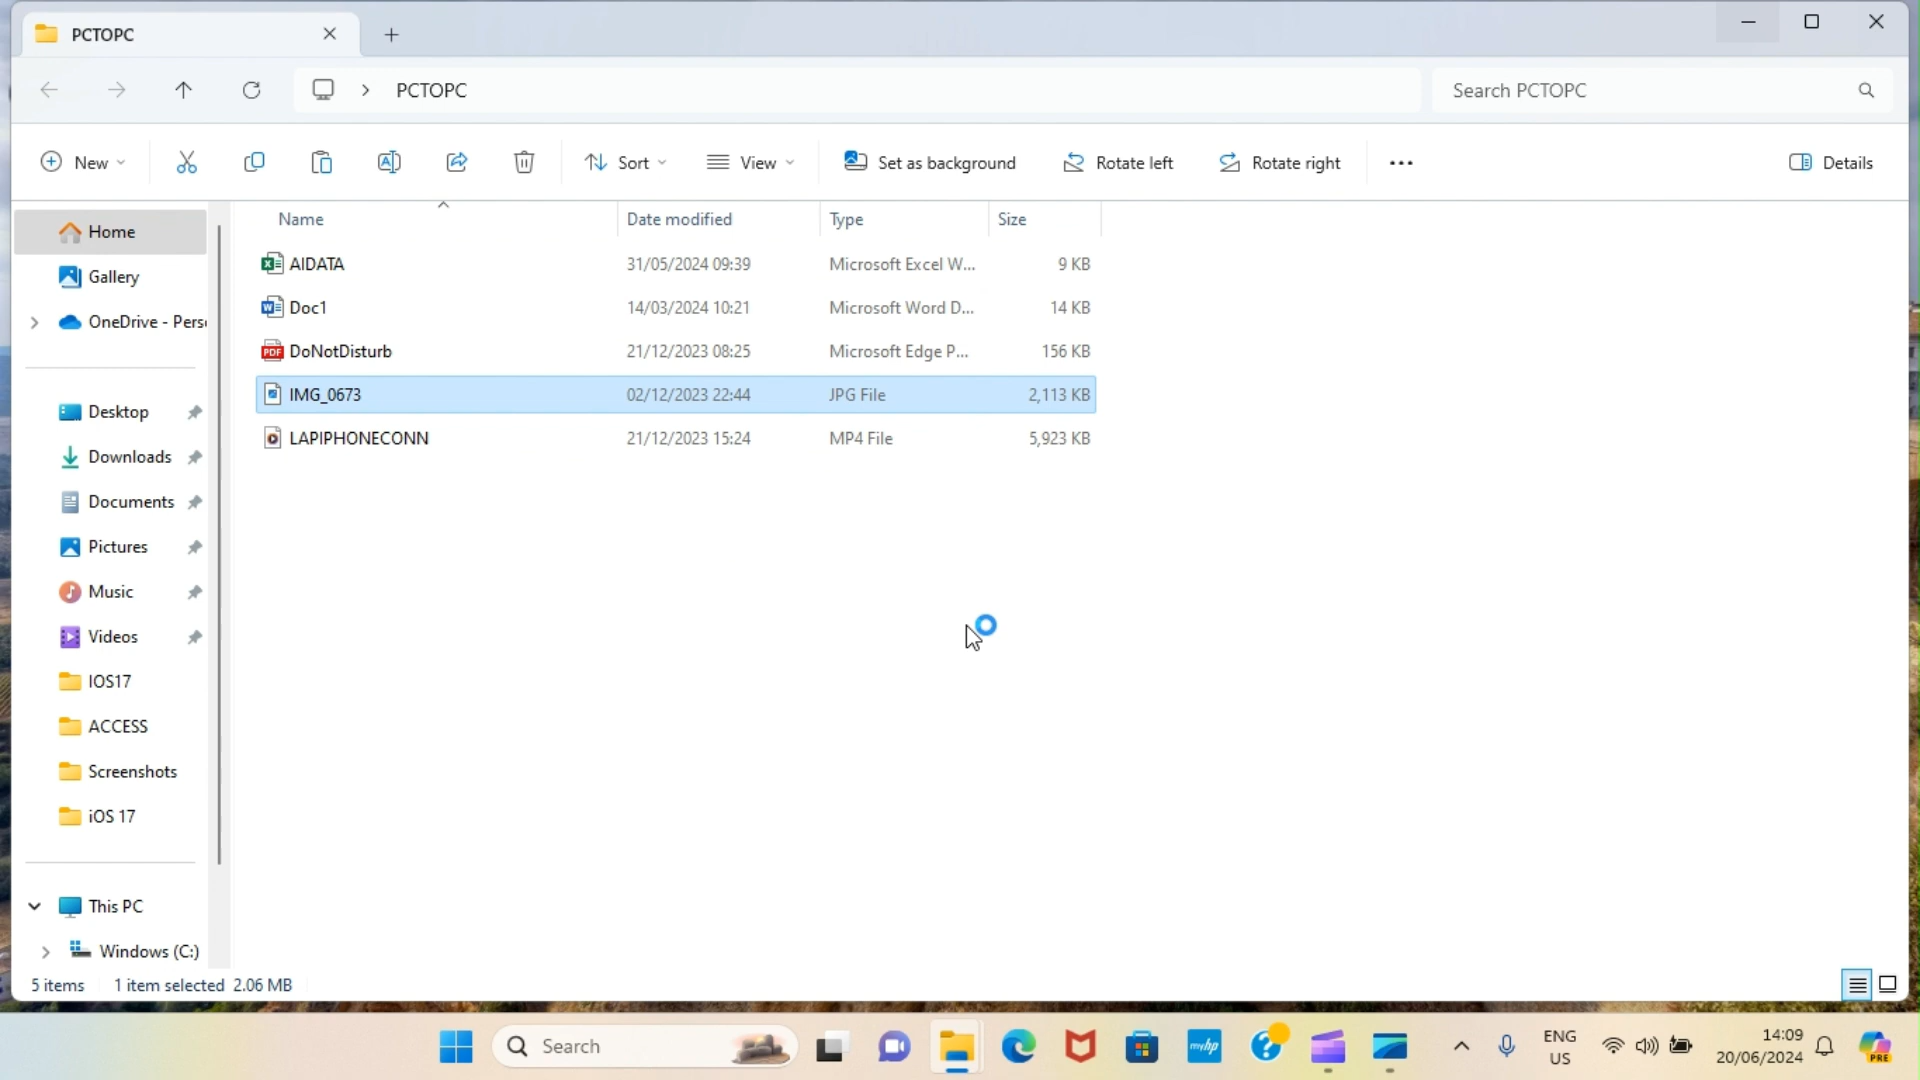 PCTOPC
PCTOPC
Search PCTOPC
New
Sort
View
Set as background
Rotate left
Rotate right
Details
Name Date modified Type Size
AIDATA 31/05/2024 09:39 Microsoft Excel W... 9 KB
Doc1 14/03/2024 10:21 Microsoft Word D... 14 KB
PDF DoNotDisturb 21/12/2023 08:25 Microsoft Edge P... 156 KB
IMG_0673 02/12/2023 22:44 JPG File 2,113 KB
LAPIPHONECONN 21/12/2023 15:24 MP4 File 5,923 KB
Home
Gallery
OneDrive - Pers
Desktop
Downloads
Documents
Pictures
Music
Videos
IOS17
ACCESS
Screenshots
iOS 17
This PC
Windows (C:)
5 items 1 item selected 2.06 MB
Search
myhp
ENG
US
14:09
20/06/2024
PRE